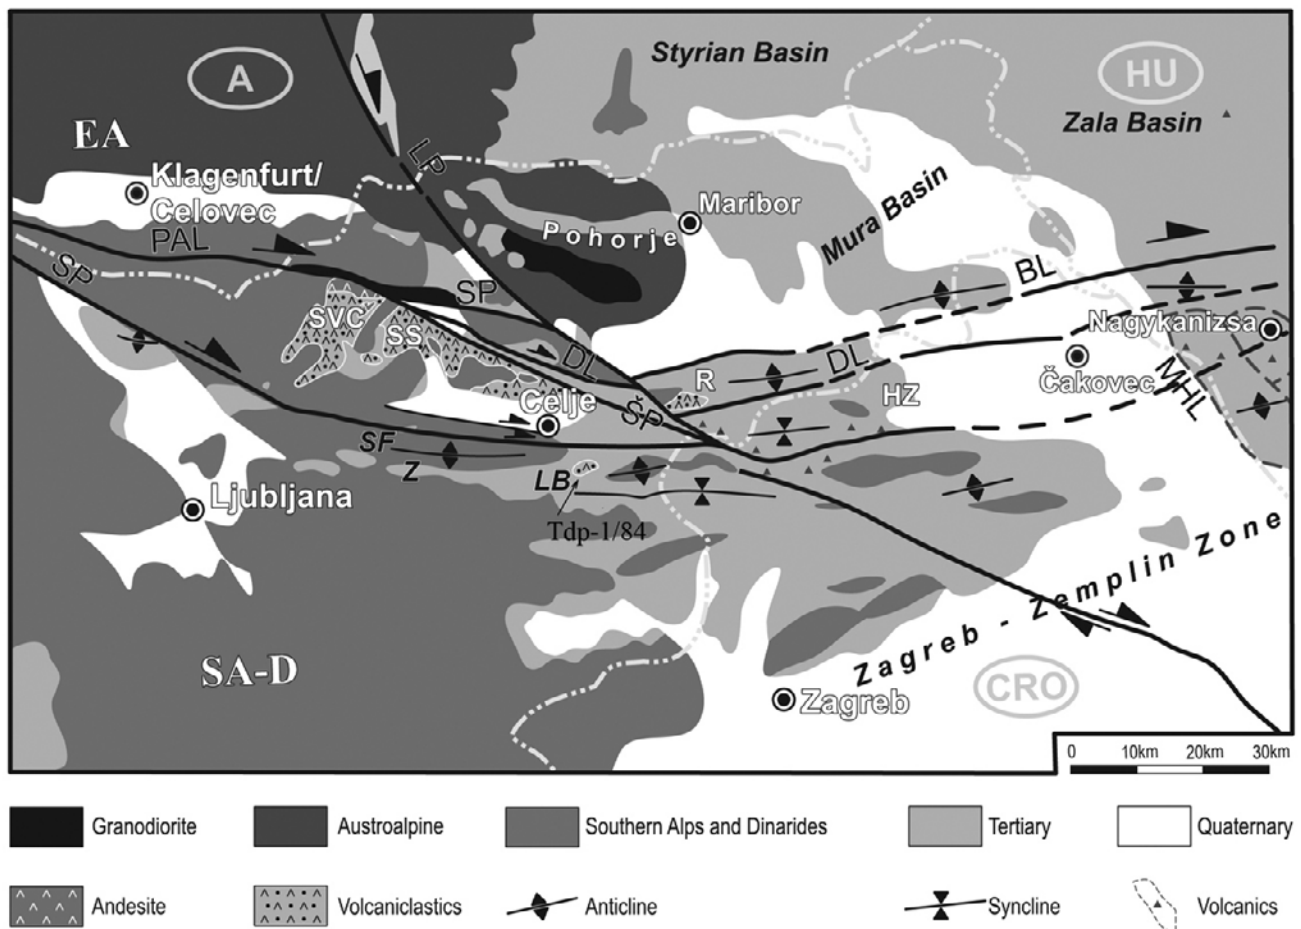 Styrian Basin
A
HU
Zala Basin
EA
LP
Klagenfurt/
Celovec
Maribor
Mura Basin
PAL
Pohorje
SP
SP
BL
SVC
SS
DL
DL
Nagykanizsa
R
HZ
Čakovec
MHL
Celje
ŠP
SF
Z
LB
Ljubljana
Tdp-1/84
Zagreb - Zemplin Zone
SA-D
CRO
Zagreb
0 10km 20km 30km
Granodiorite
Austroalpine
Southern Alps and Dinarides
Tertiary
Quaternary
Andesite
Volcaniclastics
Anticline
Syncline
Volcanics